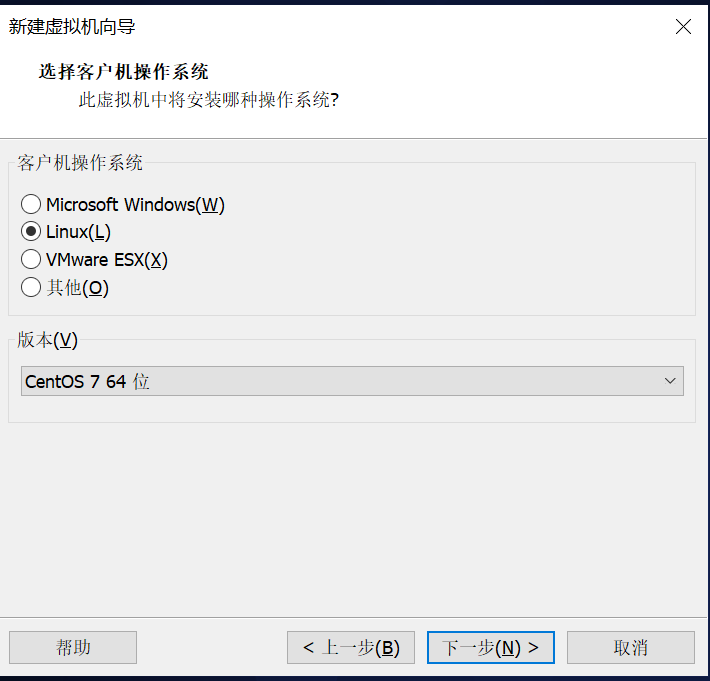 新建虚拟机向导
选择客户机操作系统
此虚拟机中将安装哪种操作系统?
客户机操作系统
Microsoft Windows(W)
Linux(L)
VMware ESX(X)
其他(O)
版本(V)
CentOS 7 64 位
帮助
< 上一步(B)
下一步(N) >
取消